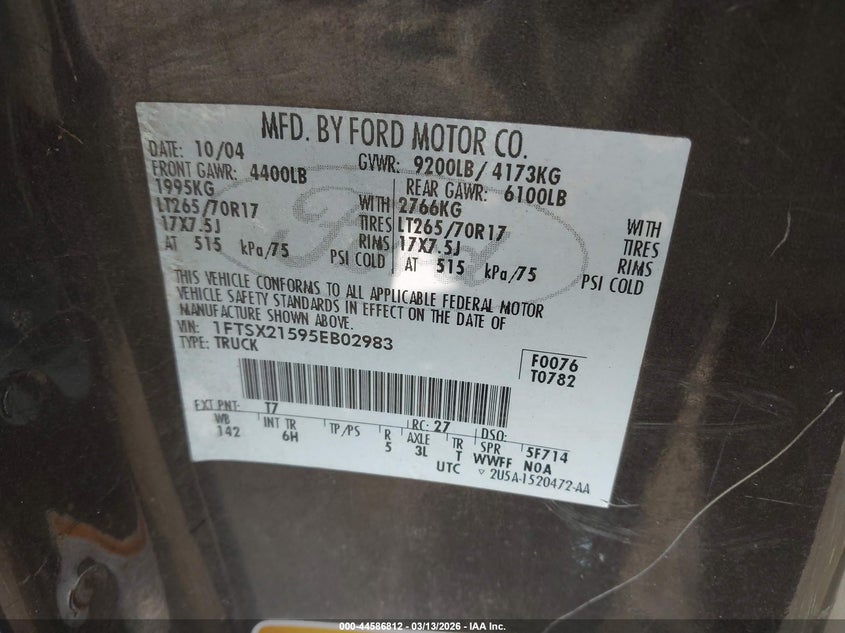 MFD. BY FORD MOTOR CO.
DATE: 10/04 GVWR: 9200LB/ 4173KG
FRONT GAWR: 4400LB REAR GAWR: 6100LB
1995KG WITH 2766KG WITH
LT265/70R17 TIRES LT265/70R17 TIRES
17X7.5J RIMS 17X7.5J RIMS
AT 515 kPa/75 PSI COLD AT 515 kPa/75 PSI COLD
THIS VEHICLE CONFORMS TO ALL APPLICABLE FEDERAL MOTOR
VEHICLE SAFETY STANDARDS IN EFFECT ON THE DATE OF
MANUFACTURE SHOWN ABOVE.
VIN: 1FTSX21595EB02983
TYPE: TRUCK
F0076
T0782
EXT PNT: T7 RC: 27 DSO:
WB INT TR TP/PS R AXLE TR SPR 5F714
142 6H 5 3L T WWFF N0A
UTC ▽ 2U5A-1520472-AA
Ford
000-44586812 / 03/13/2026 - IAA Inc.